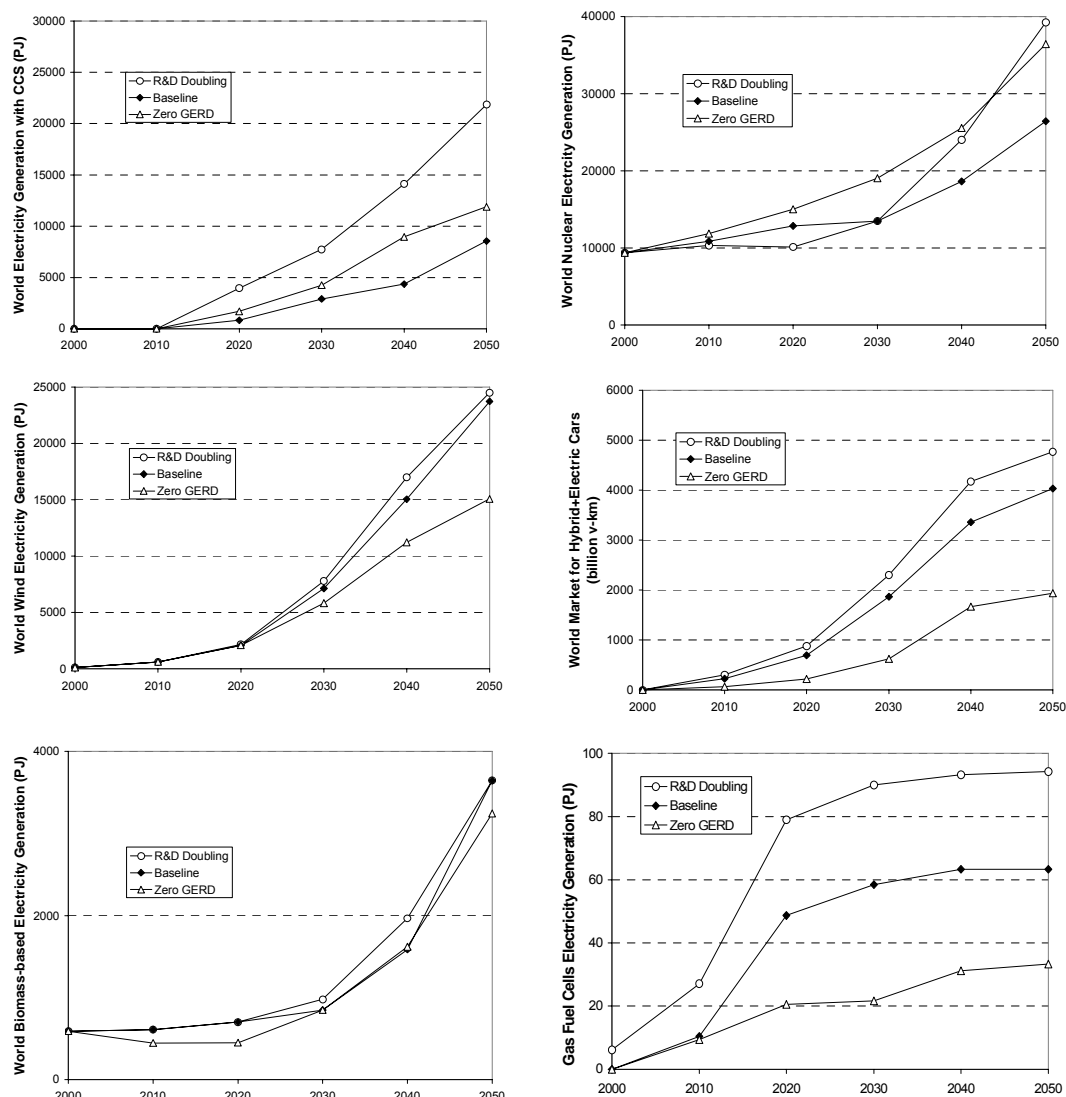 World Electricity Generation with CCS (PJ)
30000
25000
20000
15000
10000
5000
0
R&D Doubling
Baseline
Zero GERD
2000 2010 2020 2030 2040 2050
World Nuclear Electrcity Generation (PJ)
40000
30000
20000
10000
0
R&D Doubling
Baseline
Zero GERD
2000 2010 2020 2030 2040 2050
World Wind Electricity Generation (PJ)
25000
20000
15000
10000
5000
0
R&D Doubling
Baseline
Zero GERD
2000 2010 2020 2030 2040 2050
World Market for Hybrid+Electric Cars
(billion v-km)
6000
5000
4000
3000
2000
1000
0
R&D Doubling
Baseline
Zero GERD
2000 2010 2020 2030 2040 2050
World Biomass-based Electricity Generation (PJ)
4000
2000
0
R&D Doubling
Baseline
Zero GERD
2000 2010 2020 2030 2040 2050
Gas Fuel Cells Electricity Generation (PJ)
100
80
60
40
20
0
R&D Doubling
Baseline
Zero GERD
2000 2010 2020 2030 2040 2050